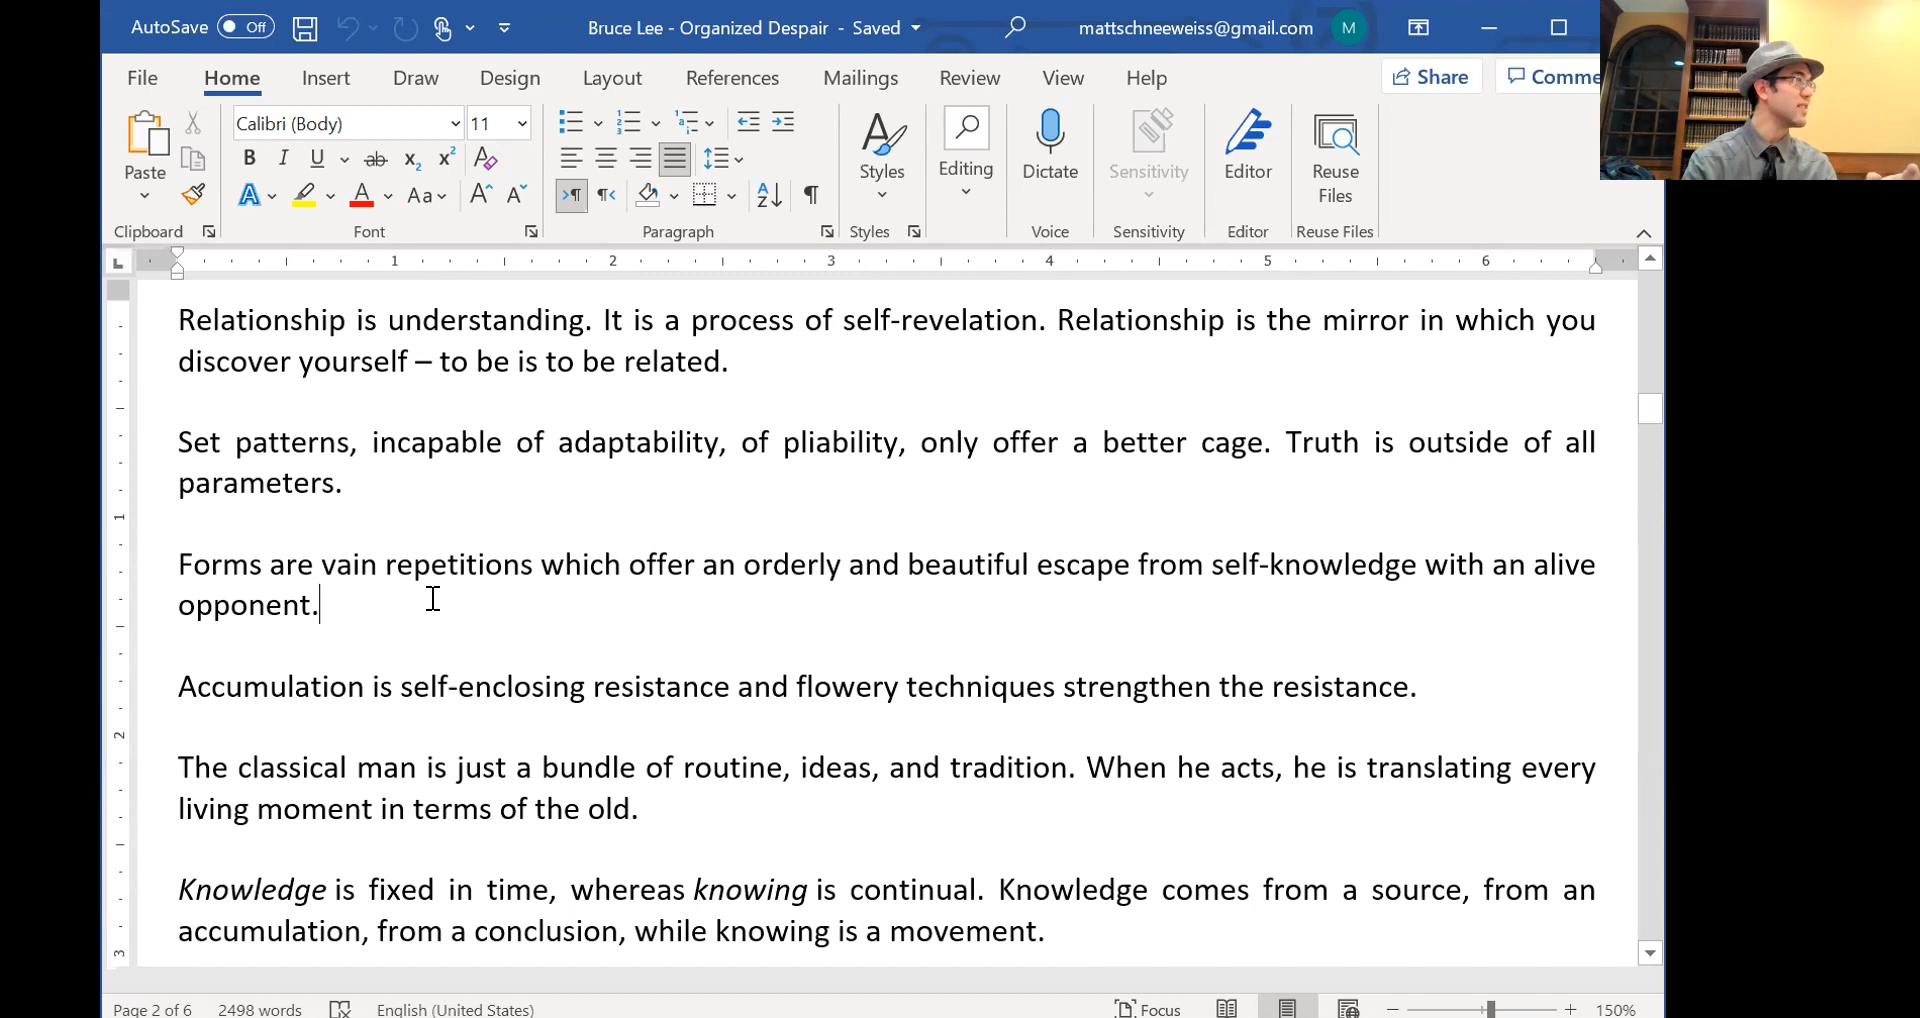 AutoSave Off Bruce Lee - Organized Despair - Saved mattschneeweiss@gmail.com M
File Home Insert Draw Design Layout References Mailings Review View Help Share Comme
Calibri (Body) 11
Paste Styles Editing Dictate Sensitivity Editor Reuse Files
Clipboard Font Paragraph Styles Voice Sensitivity Editor Reuse Files
1 2 3 4 5 6
Relationship is understanding. It is a process of self-revelation. Relationship is the mirror in which you
discover yourself – to be is to be related.
Set patterns, incapable of adaptability, of pliability, only offer a better cage. Truth is outside of all
parameters.
Forms are vain repetitions which offer an orderly and beautiful escape from self-knowledge with an alive
opponent.
Accumulation is self-enclosing resistance and flowery techniques strengthen the resistance.
The classical man is just a bundle of routine, ideas, and tradition. When he acts, he is translating every
living moment in terms of the old.
Knowledge is fixed in time, whereas knowing is continual. Knowledge comes from a source, from an
accumulation, from a conclusion, while knowing is a movement.
1
2
3
Page 2 of 6 2498 words English (United States) Focus 150%